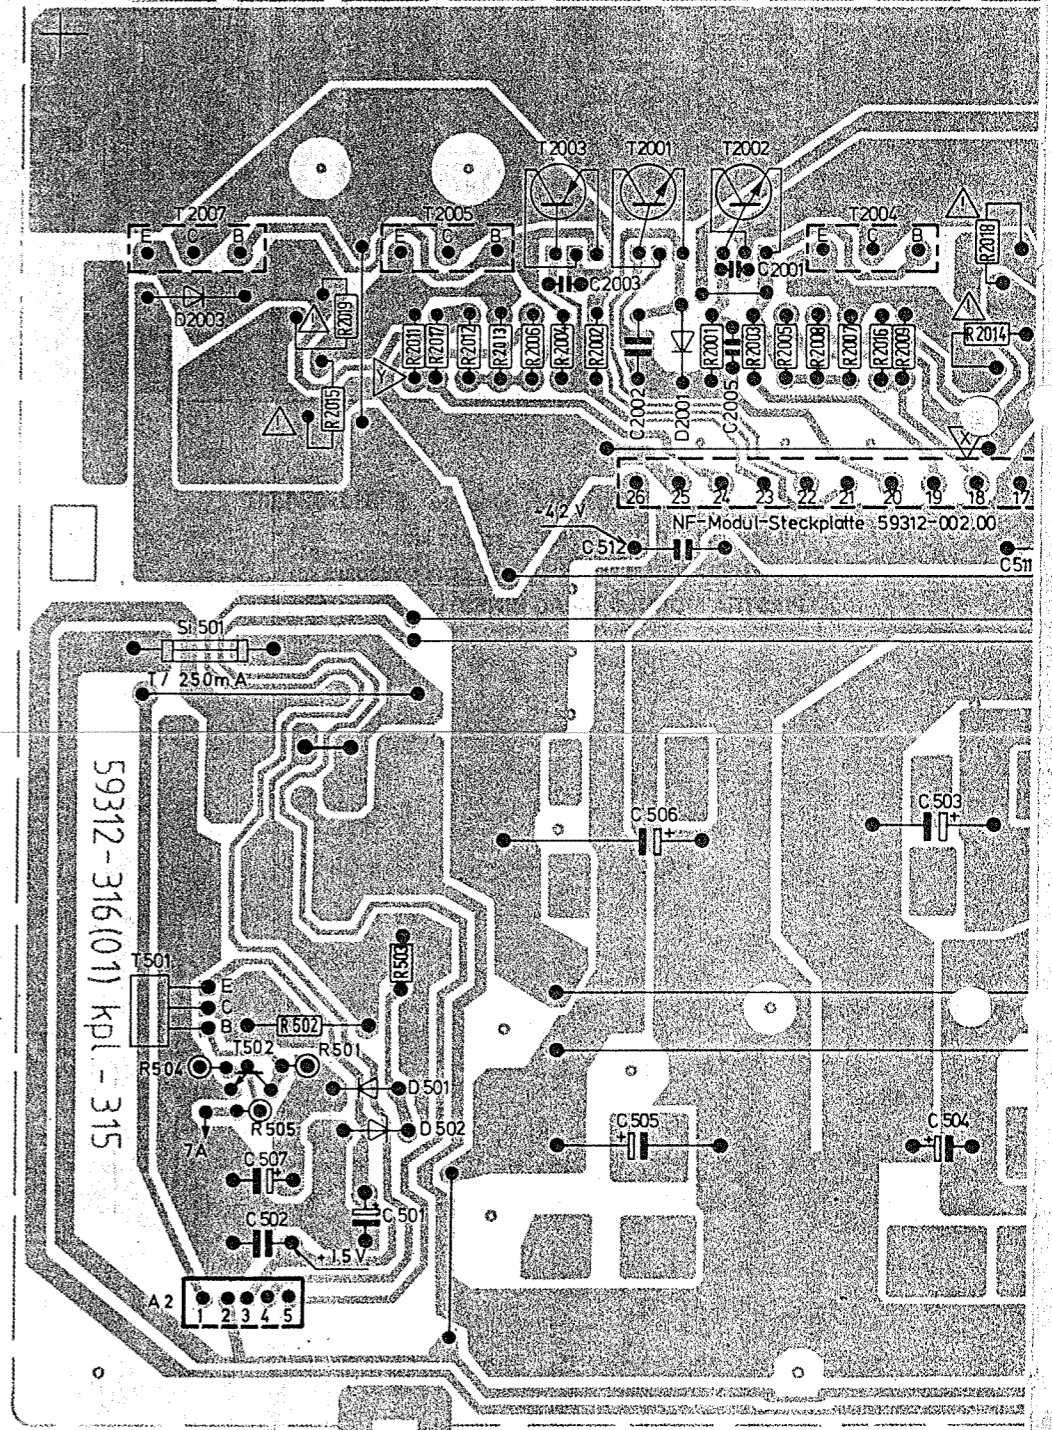 T2003 T2001 T2002
T2007 T2005 T2004
E C B E C B E C B
R2018
C2001
C2003
D2003
R2019
R2011 R2017 R2012 R2013 R2006 R2004 R2002 R2001 R2003 R2005 R2008 R2007 R2016 R2009
R2014
Y
R2015
C2002 D2001 C2005
X
26 25 24 23 22 21 20 19 18 17
-42 V
NF-Modul-Steckplatte 59312-002.00
C512
C511
Si 501
T/ 250mA
59312-316(01) kpl - 315
C506
C503
R503
T501
E
C
B
R502
T502 R501
R504
D501
R505
D502
7A
C505
C504
C507
C501
C502
+15V
A2
1 2 3 4 5